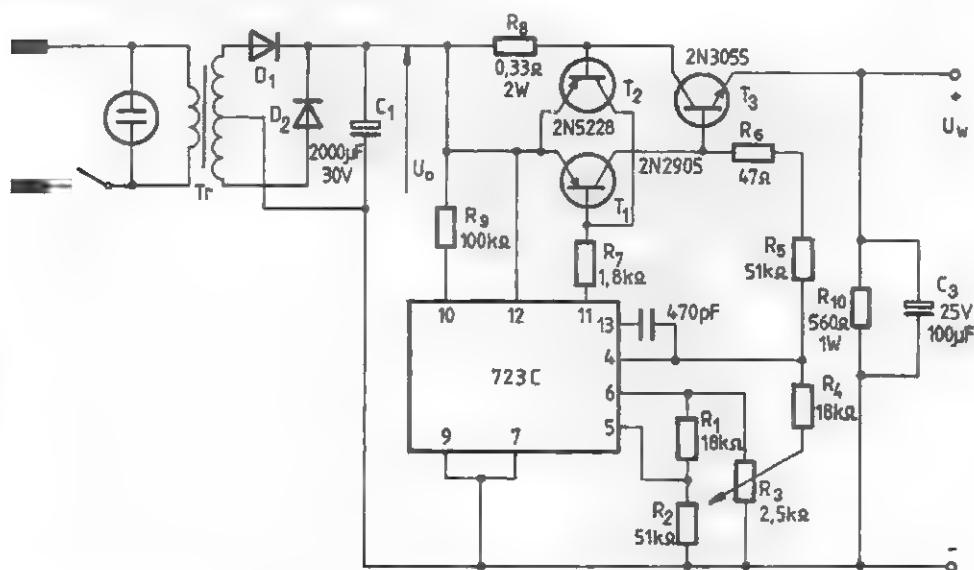 R8
0,33Ω
2W
2N3055
D1
D2
C1
2000µF
30V
Tr
U0
T2
2N5228
T3
2N2905
T1
R6
47Ω
+
Uw
R9
100kΩ
R7
1,8kΩ
R5
51kΩ
R10
560Ω
1W
C3
25V
100µF
10
12
11
13
470pF
4
723C
6
5
R4
18kΩ
9
7
R1
18kΩ
R2
51kΩ
R3
2,5kΩ
-